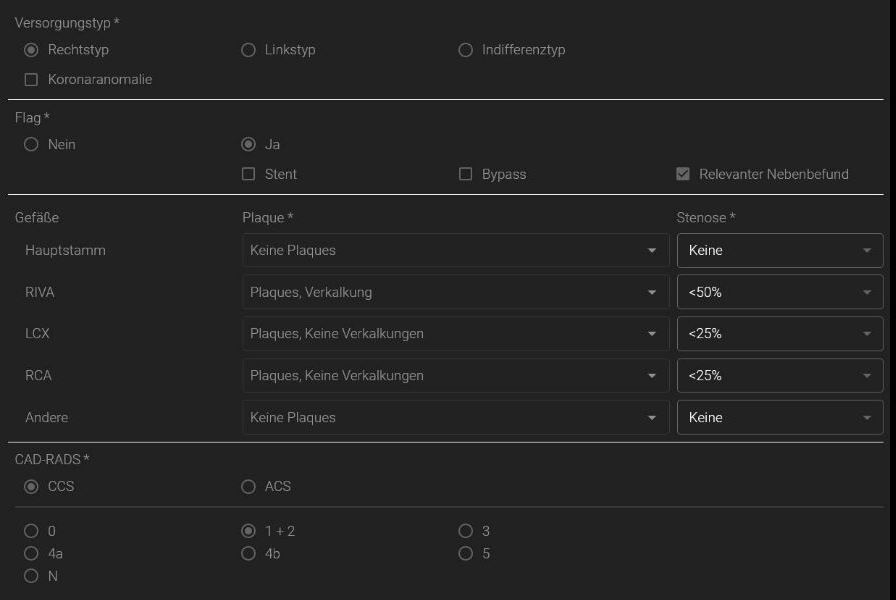 Versorgungstyp *
Rechtstyp Linkstyp Indifferenztyp
Koronaranomalie
Flag *
Nein Ja
Stent Bypass Relevanter Nebenbefund
Gefäße Plaque * Stenose *
Hauptstamm Keine Plaques Keine
RIVA Plaques, Verkalkung <50%
LCX Plaques, Keine Verkalkungen <25%
RCA Plaques, Keine Verkalkungen <25%
Andere Keine Plaques Keine
CAD-RADS *
CCS ACS
0 1 + 2 3
4a 4b 5
N